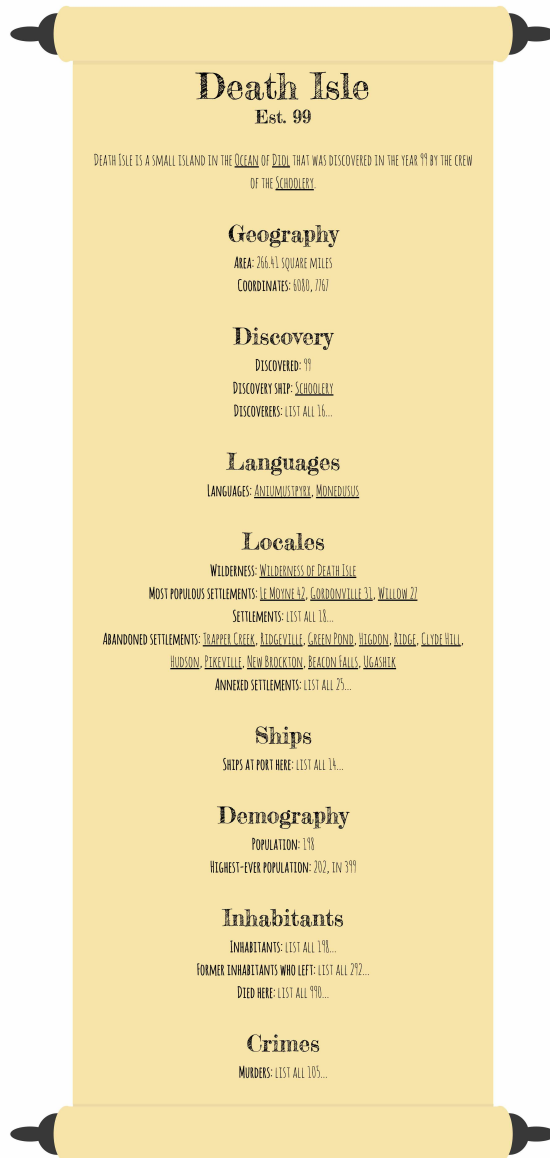 Death Isle
Est. 99
Death Isle is a small island in the Ocean of Diol that was discovered in the year 99 by the crew
of the Schoolery.
Geography
Area: 266.41 square miles
Coordinates: 6080, 7767
Discovery
Discovered: 99
Discovery ship: Schoolery
Discoverers: list all 16...
Languages
Languages: Aniumustpyrx, Monedusus
Locales
Wilderness: Wilderness of Death Isle
Most populous settlements: Le Moyne 42, Gordonville 31, Willow 27
Settlements: list all 18...
Abandoned settlements: Trapper Creek, Ridgeville, Green Pond, Higdon, Ridge, Clyde Hill,
Hudson, Pikeville, New Brockton, Beacon Falls, Ugashik
Annexed settlements: list all 25...
Ships
Ships at port here: list all 14...
Demography
Population: 198
Highest-ever population: 202, in 399
Inhabitants
Inhabitants: list all 198...
Former inhabitants who left: list all 292...
Died here: list all 990...
Crimes
Murders: list all 105...